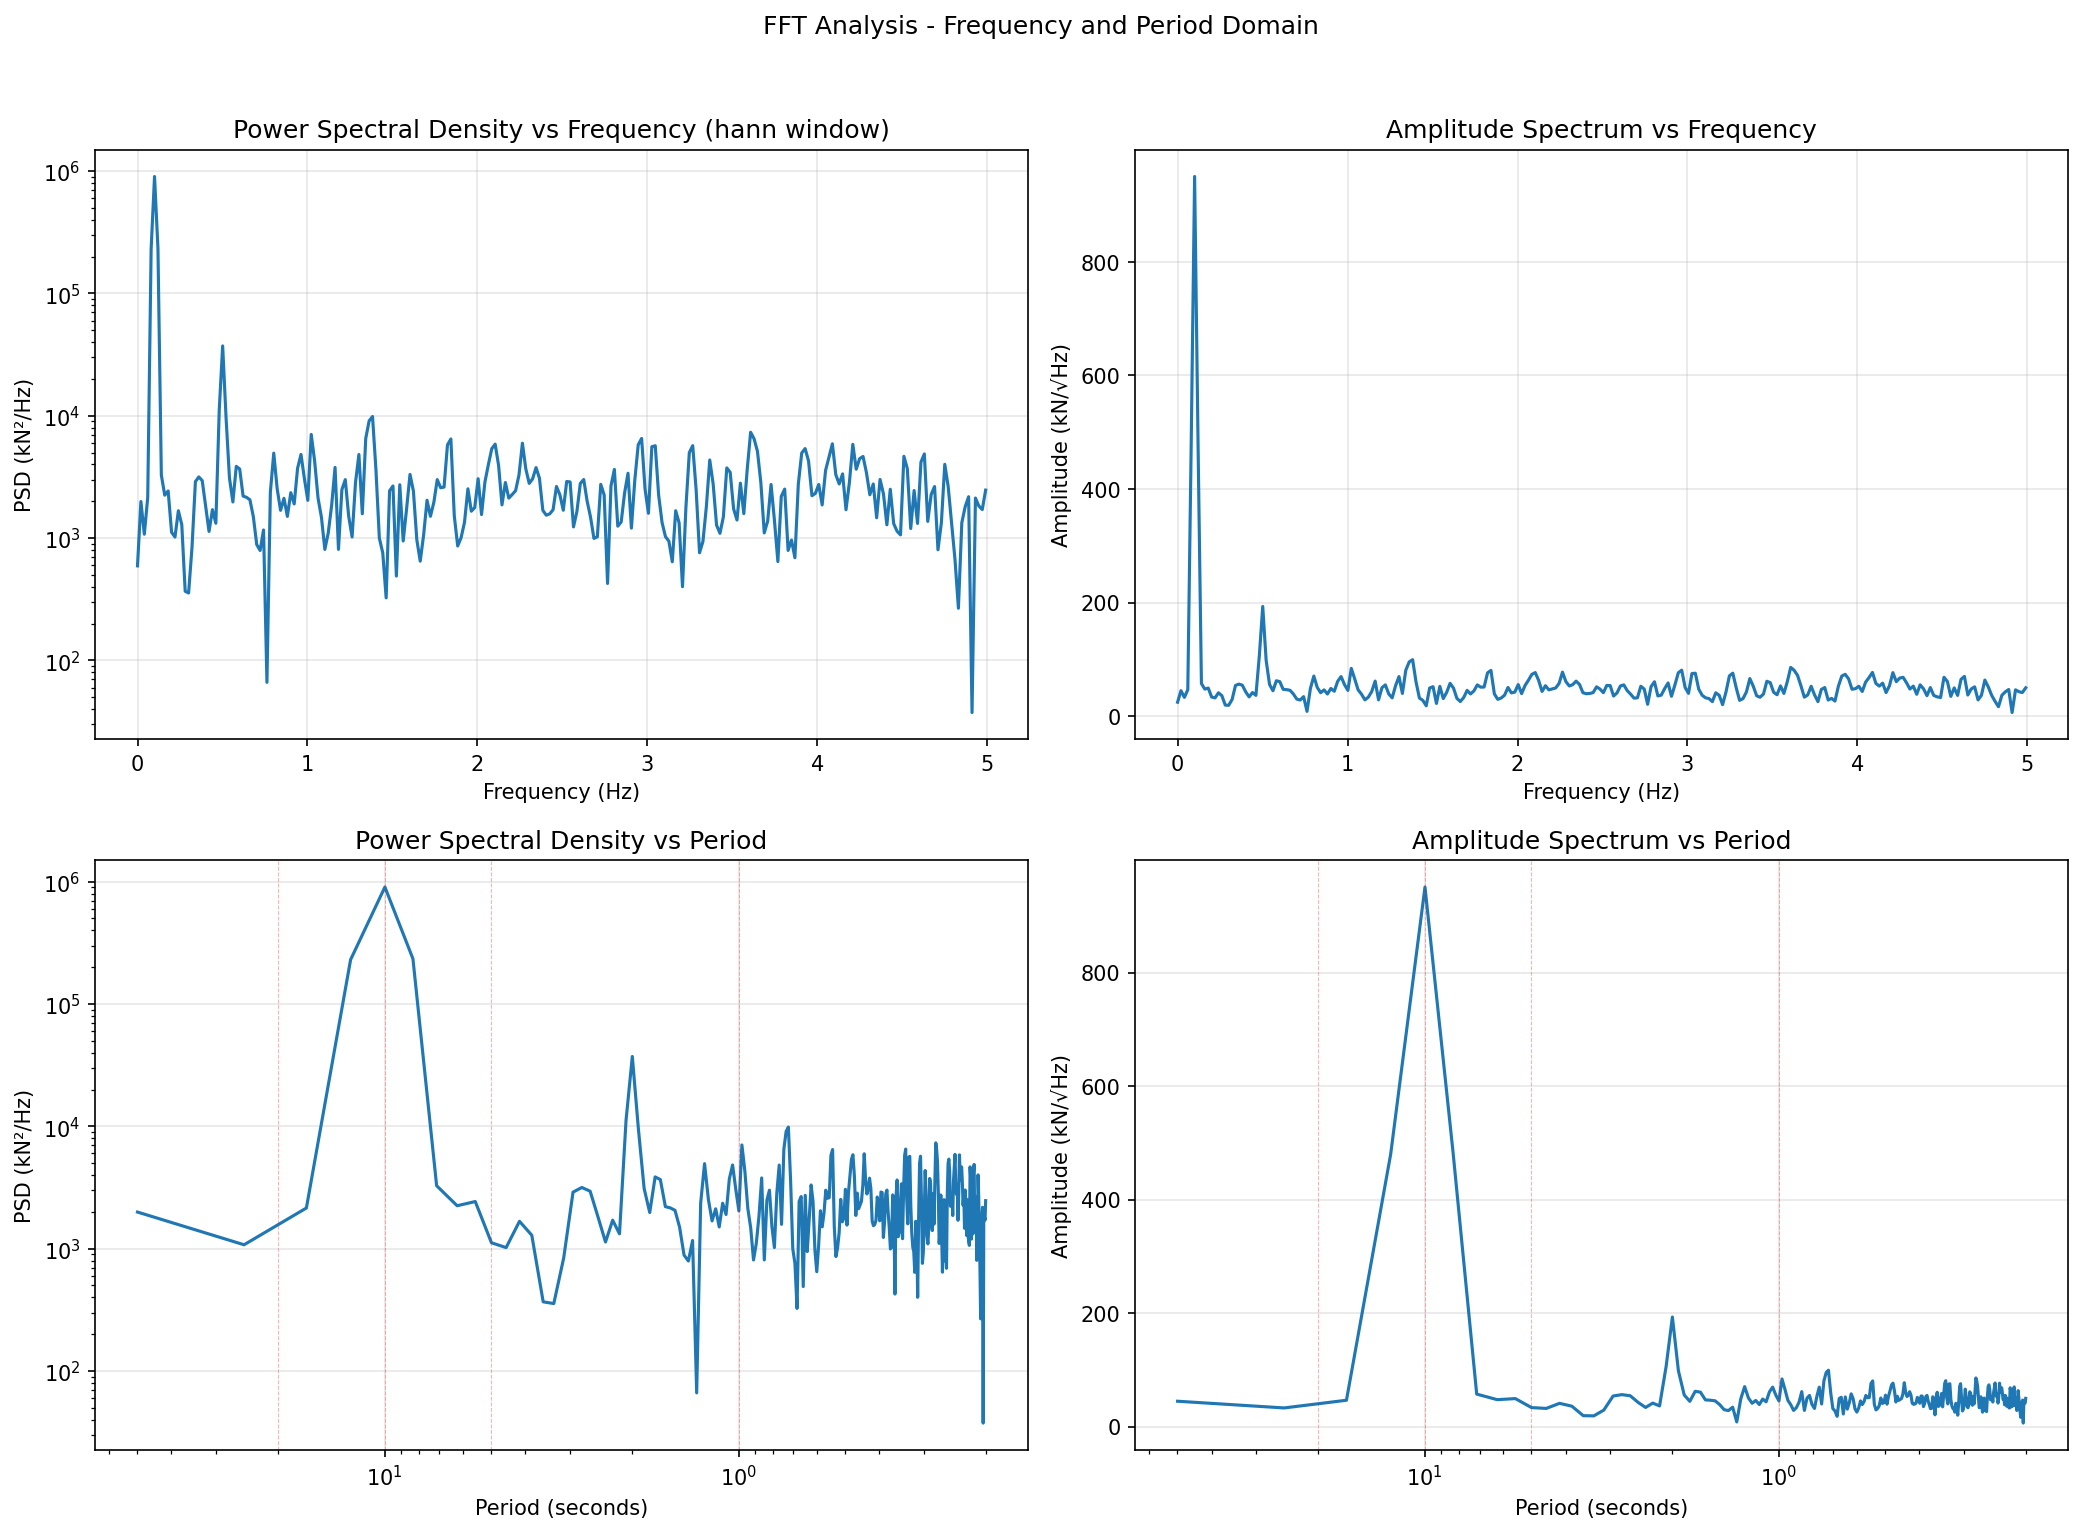 FFT Analysis - Frequency and Period Domain
Power Spectral Density vs Frequency (hann window)
10⁶
10⁵
10⁴
10³
10²
PSD (kN²/Hz)
0 1 2 3 4 5
Frequency (Hz)
Amplitude Spectrum vs Frequency
800
600
400
200
0
Amplitude (kN/√Hz)
0 1 2 3 4 5
Frequency (Hz)
Power Spectral Density vs Period
10⁶
10⁵
10⁴
10³
10²
PSD (kN²/Hz)
10¹ 10⁰
Period (seconds)
Amplitude Spectrum vs Period
800
600
400
200
0
Amplitude (kN/√Hz)
10¹ 10⁰
Period (seconds)